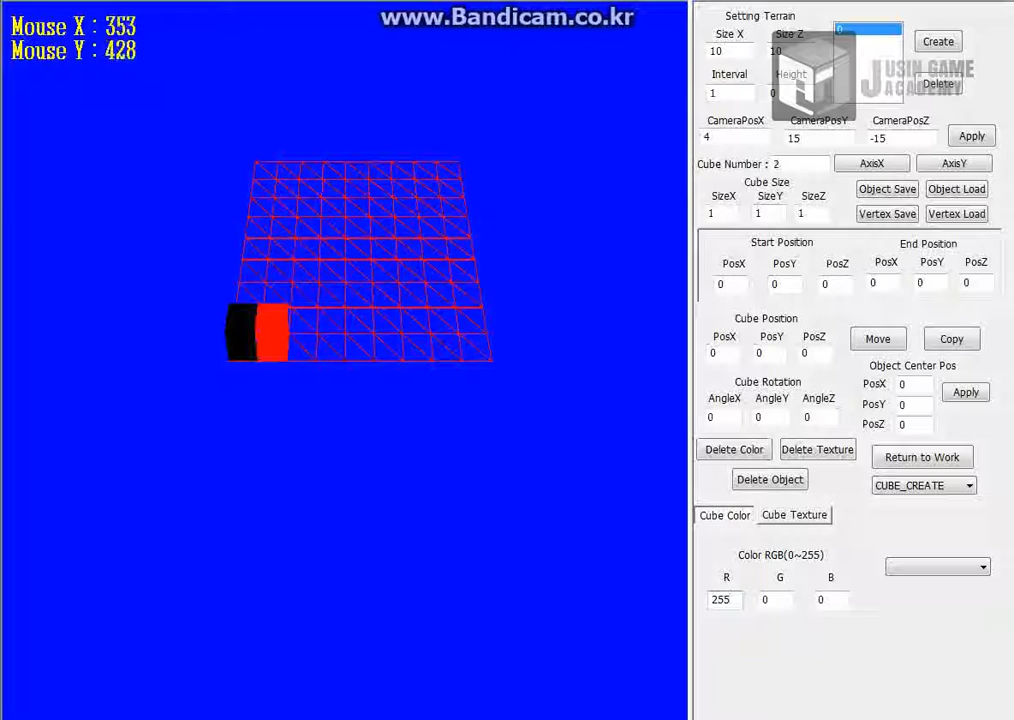 Mouse X : 353
Mouse Y : 428
www.Bandicam.co.kr
Setting Terrain
Size X
Size Z
10
10
0
Create
JUSIN GAME ACADEMY
Interval
Height
1
0
Delete
CameraPosX
CameraPosY
CameraPosZ
4
15
-15
Apply
Cube Number : 2
AxisX
AxisY
Cube Size
SizeX
SizeY
SizeZ
1
1
1
Object Save
Object Load
Vertex Save
Vertex Load
Start Position
PosX
PosY
PosZ
0
0
0
End Position
PosX
PosY
PosZ
0
0
0
Cube Position
PosX
PosY
PosZ
0
0
0
Move
Copy
Object Center Pos
PosX 0
PosY 0
PosZ 0
Apply
Cube Rotation
AngleX
AngleY
AngleZ
0
0
0
Delete Color
Delete Texture
Return to Work
Delete Object
CUBE_CREATE
Cube Color
Cube Texture
Color RGB(0~255)
R
G
B
255
0
0